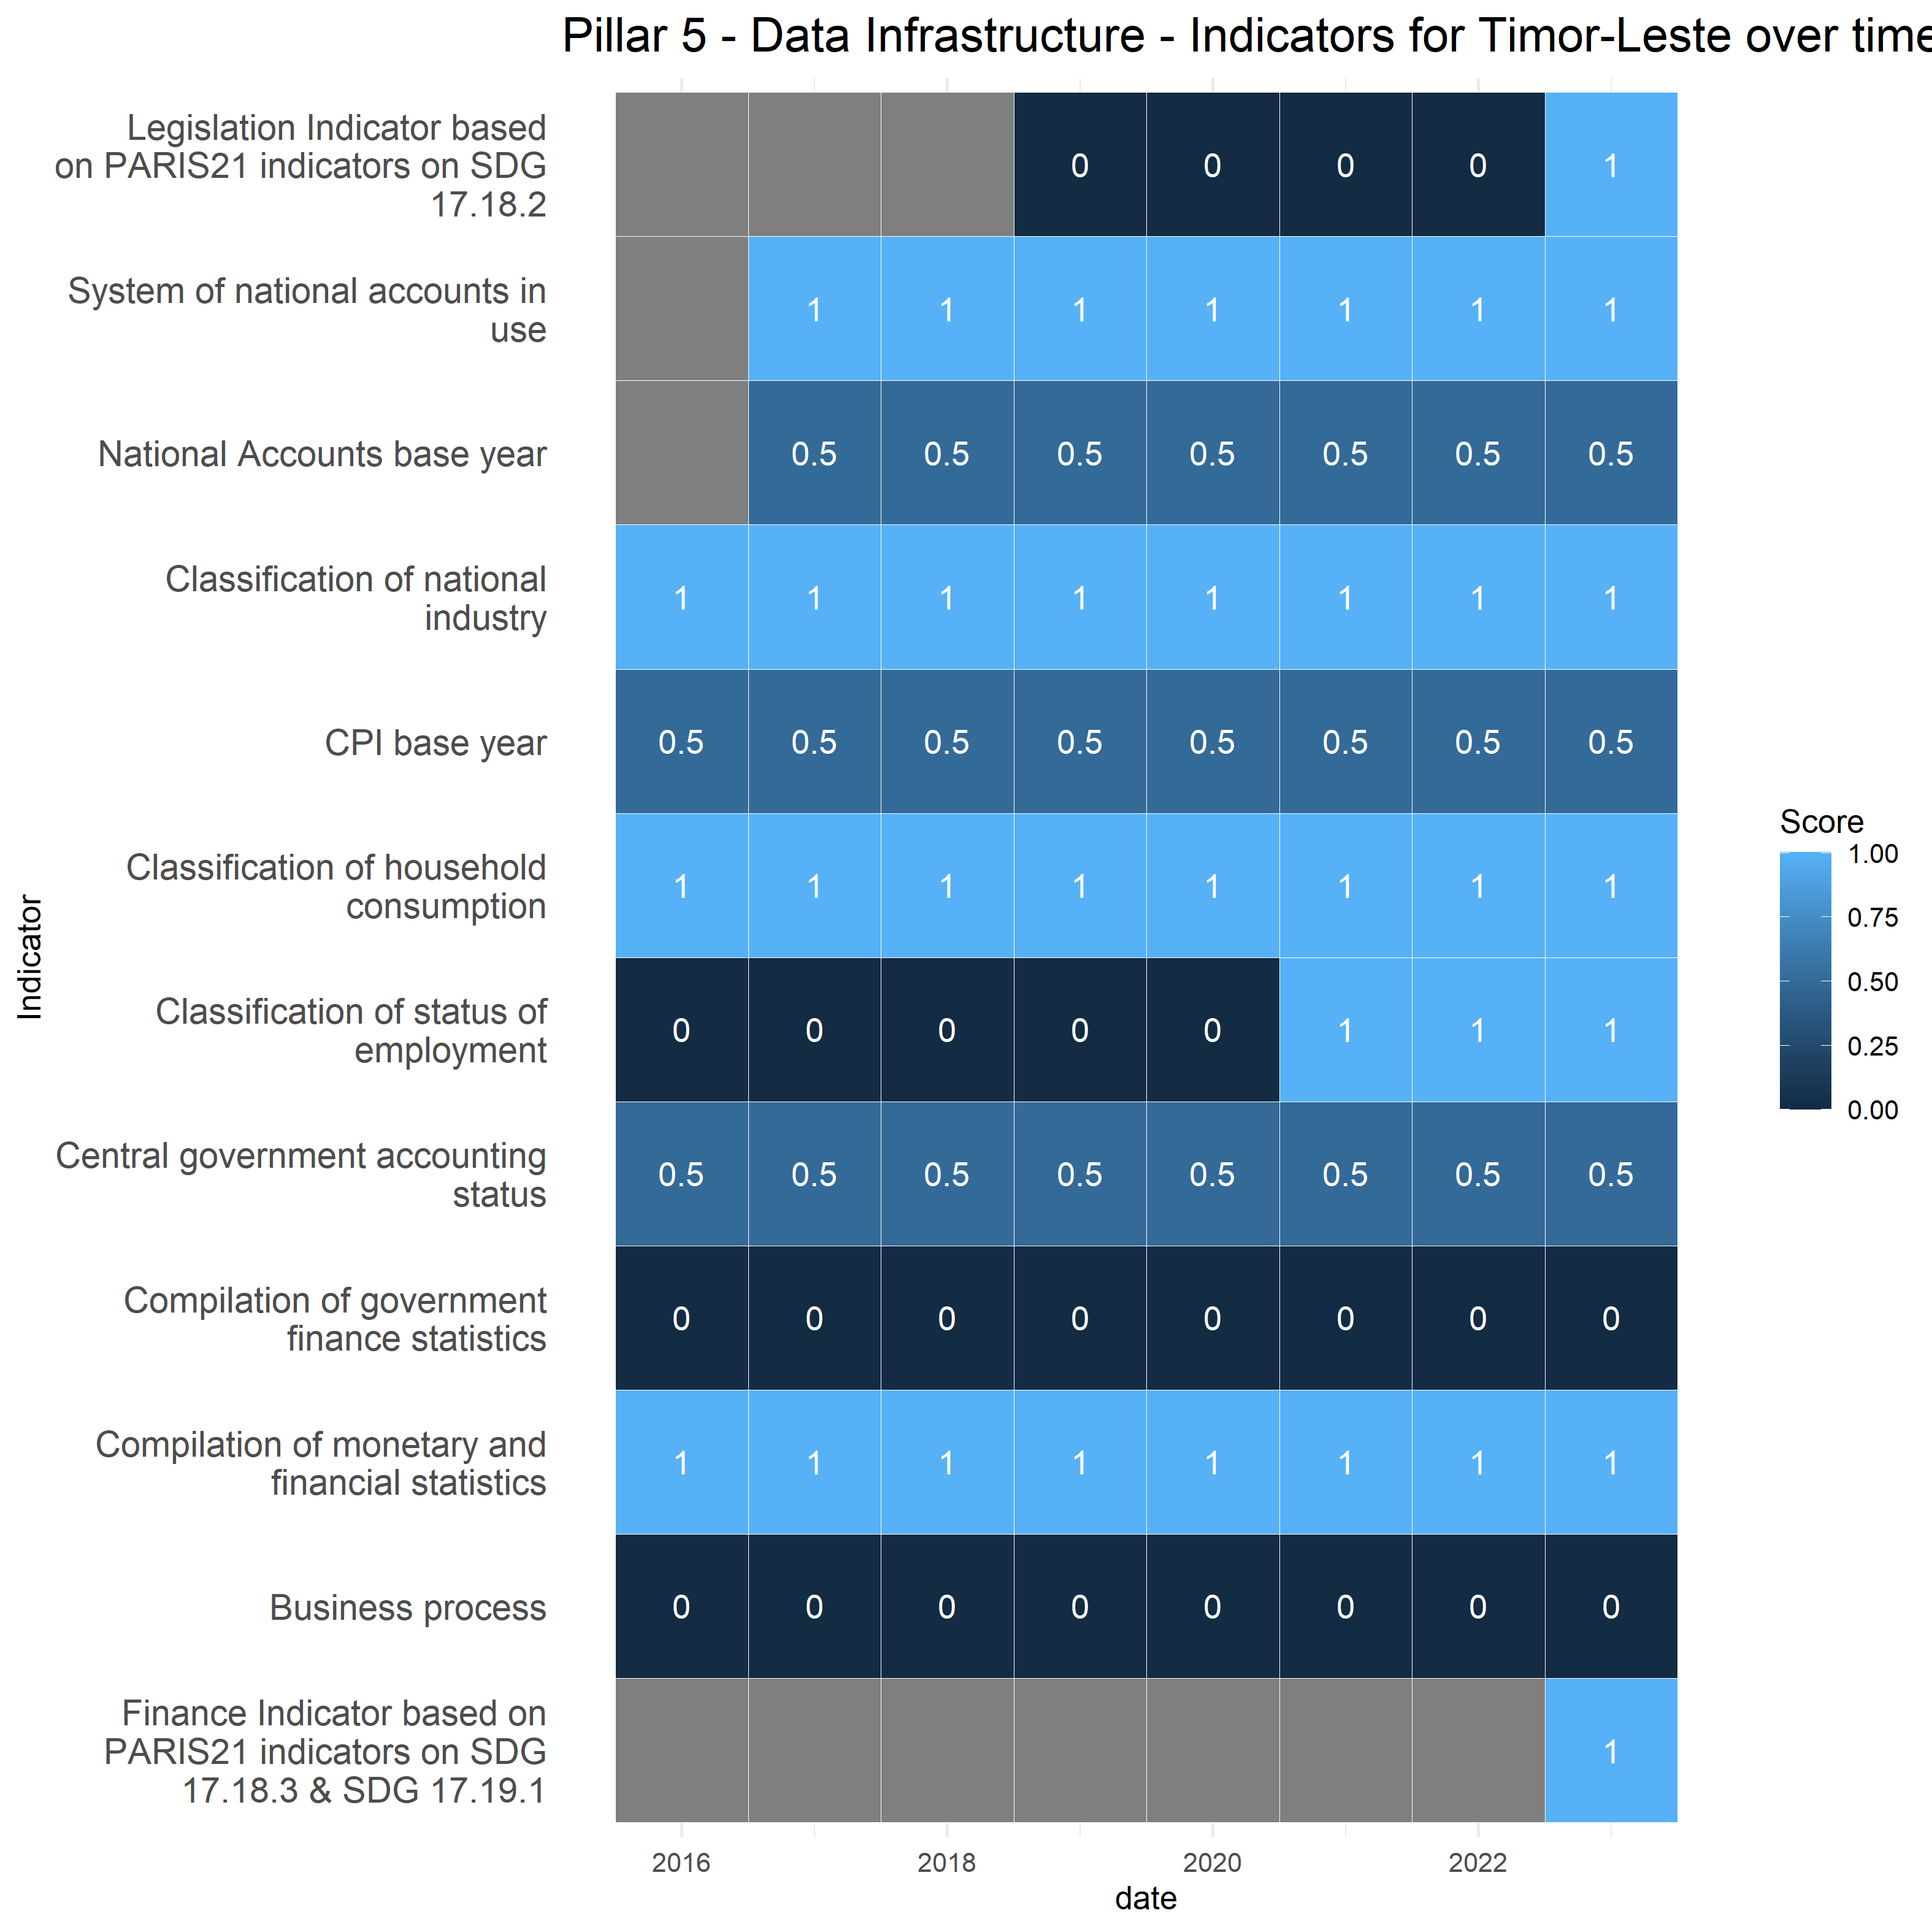 Pillar 5 - Data Infrastructure - Indicators for Timor-Leste over time
Legislation Indicator based
on PARIS21 indicators on SDG
17.18.2
0 0 0 0 1
System of national accounts in
use
1 1 1 1 1 1 1
National Accounts base year
0.5 0.5 0.5 0.5 0.5 0.5 0.5
Classification of national
industry
1 1 1 1 1 1 1 1
CPI base year
0.5 0.5 0.5 0.5 0.5 0.5 0.5 0.5
Classification of household
consumption
1 1 1 1 1 1 1 1
Classification of status of
employment
0 0 0 0 0 1 1 1
Central government accounting
status
0.5 0.5 0.5 0.5 0.5 0.5 0.5 0.5
Compilation of government
finance statistics
0 0 0 0 0 0 0 0
Compilation of monetary and
financial statistics
1 1 1 1 1 1 1 1
Business process
0 0 0 0 0 0 0 0
Finance Indicator based on
PARIS21 indicators on SDG
17.18.3 & SDG 17.19.1
1
2016 2018 2020 2022
date
Indicator
Score
1.00
0.75
0.50
0.25
0.00